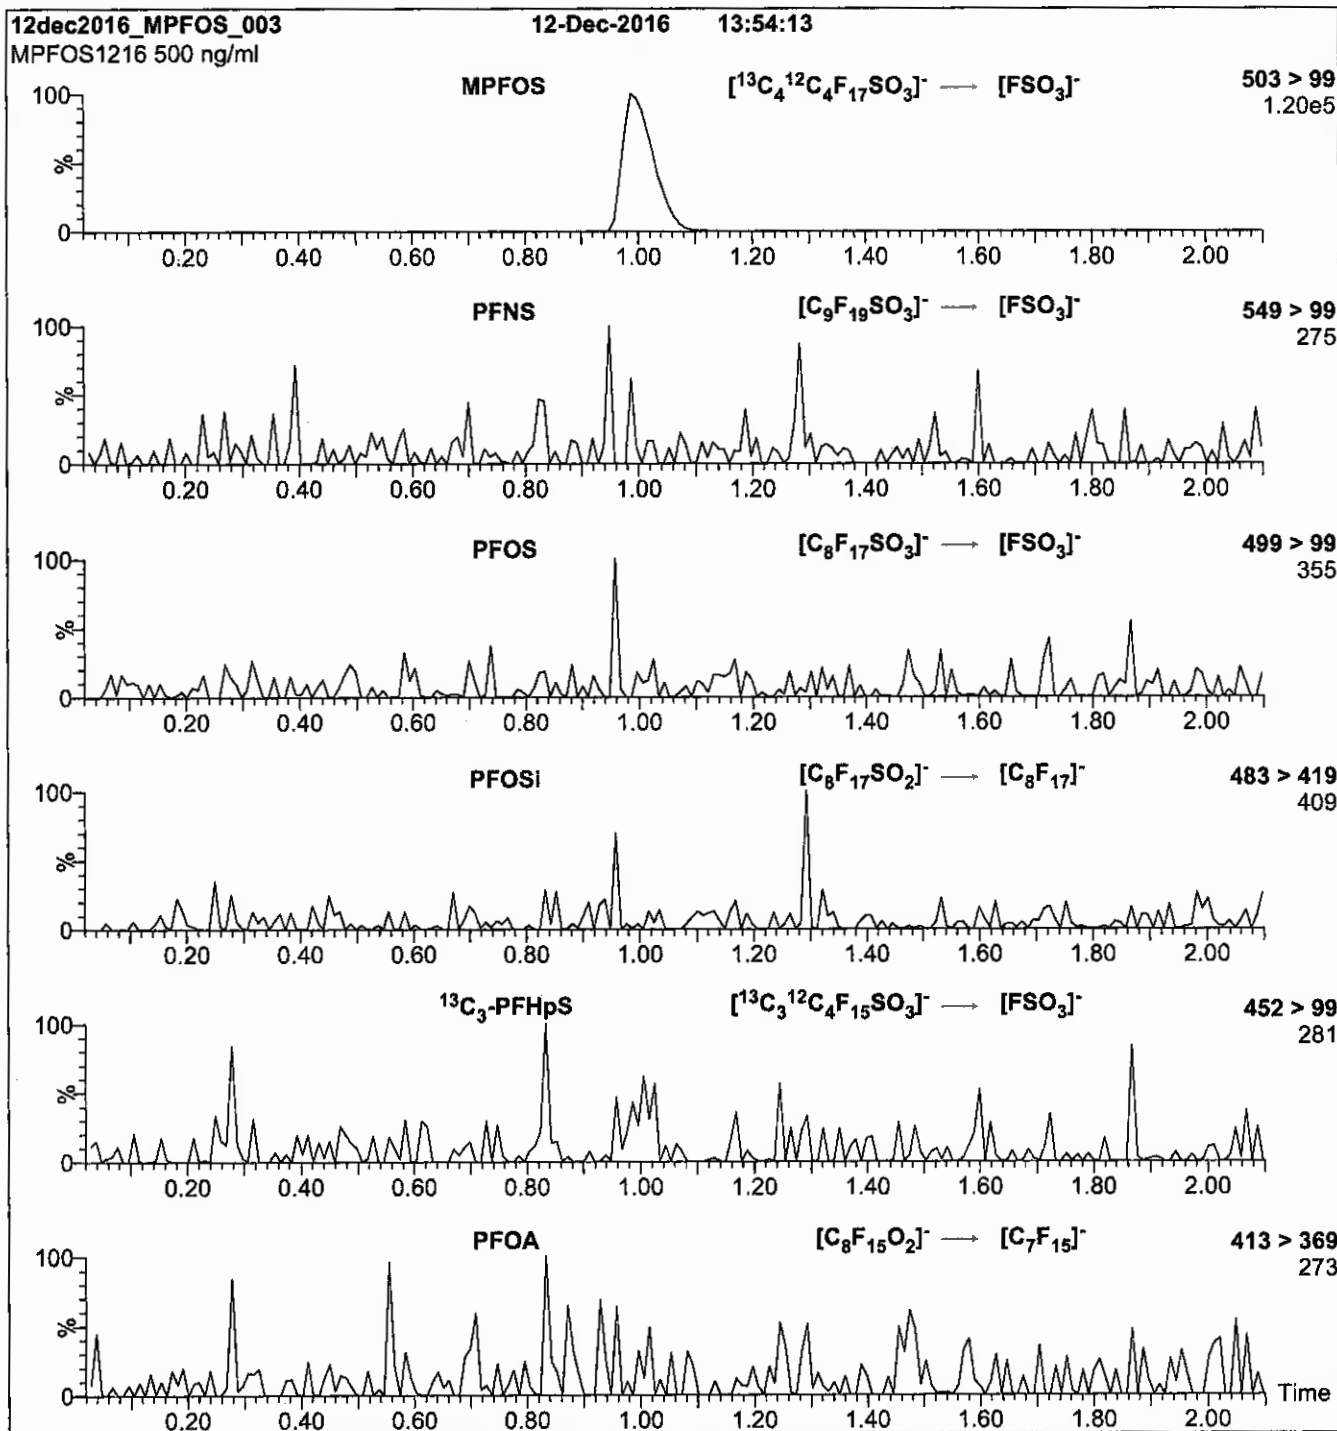 12dec2016_MPFOS_003 12-Dec-2016 13:54:13
MPFOS1216 500 ng/ml
MPFOS [¹³C₄¹²C₄F₁₇SO₃]⁻ → [FSO₃]⁻ 503 > 99
1.20e5
100
%
0
0.20 0.40 0.60 0.80 1.00 1.20 1.40 1.60 1.80 2.00
PFNS [C₉F₁₉SO₃]⁻ → [FSO₃]⁻ 549 > 99
275
100
%
0
0.20 0.40 0.60 0.80 1.00 1.20 1.40 1.60 1.80 2.00
PFOS [C₈F₁₇SO₃]⁻ → [FSO₃]⁻ 499 > 99
355
100
%
0
0.20 0.40 0.60 0.80 1.00 1.20 1.40 1.60 1.80 2.00
PFOSi [C₈F₁₇SO₂]⁻ → [C₈F₁₇]⁻ 483 > 419
409
100
%
0
0.20 0.40 0.60 0.80 1.00 1.20 1.40 1.60 1.80 2.00
¹³C₃-PFHpS [¹³C₃¹²C₄F₁₅SO₃]⁻ → [FSO₃]⁻ 452 > 99
281
100
%
0
0.20 0.40 0.60 0.80 1.00 1.20 1.40 1.60 1.80 2.00
PFOA [C₈F₁₅O₂]⁻ → [C₇F₁₅]⁻ 413 > 369
273
100
%
0
Time
0.20 0.40 0.60 0.80 1.00 1.20 1.40 1.60 1.80 2.00